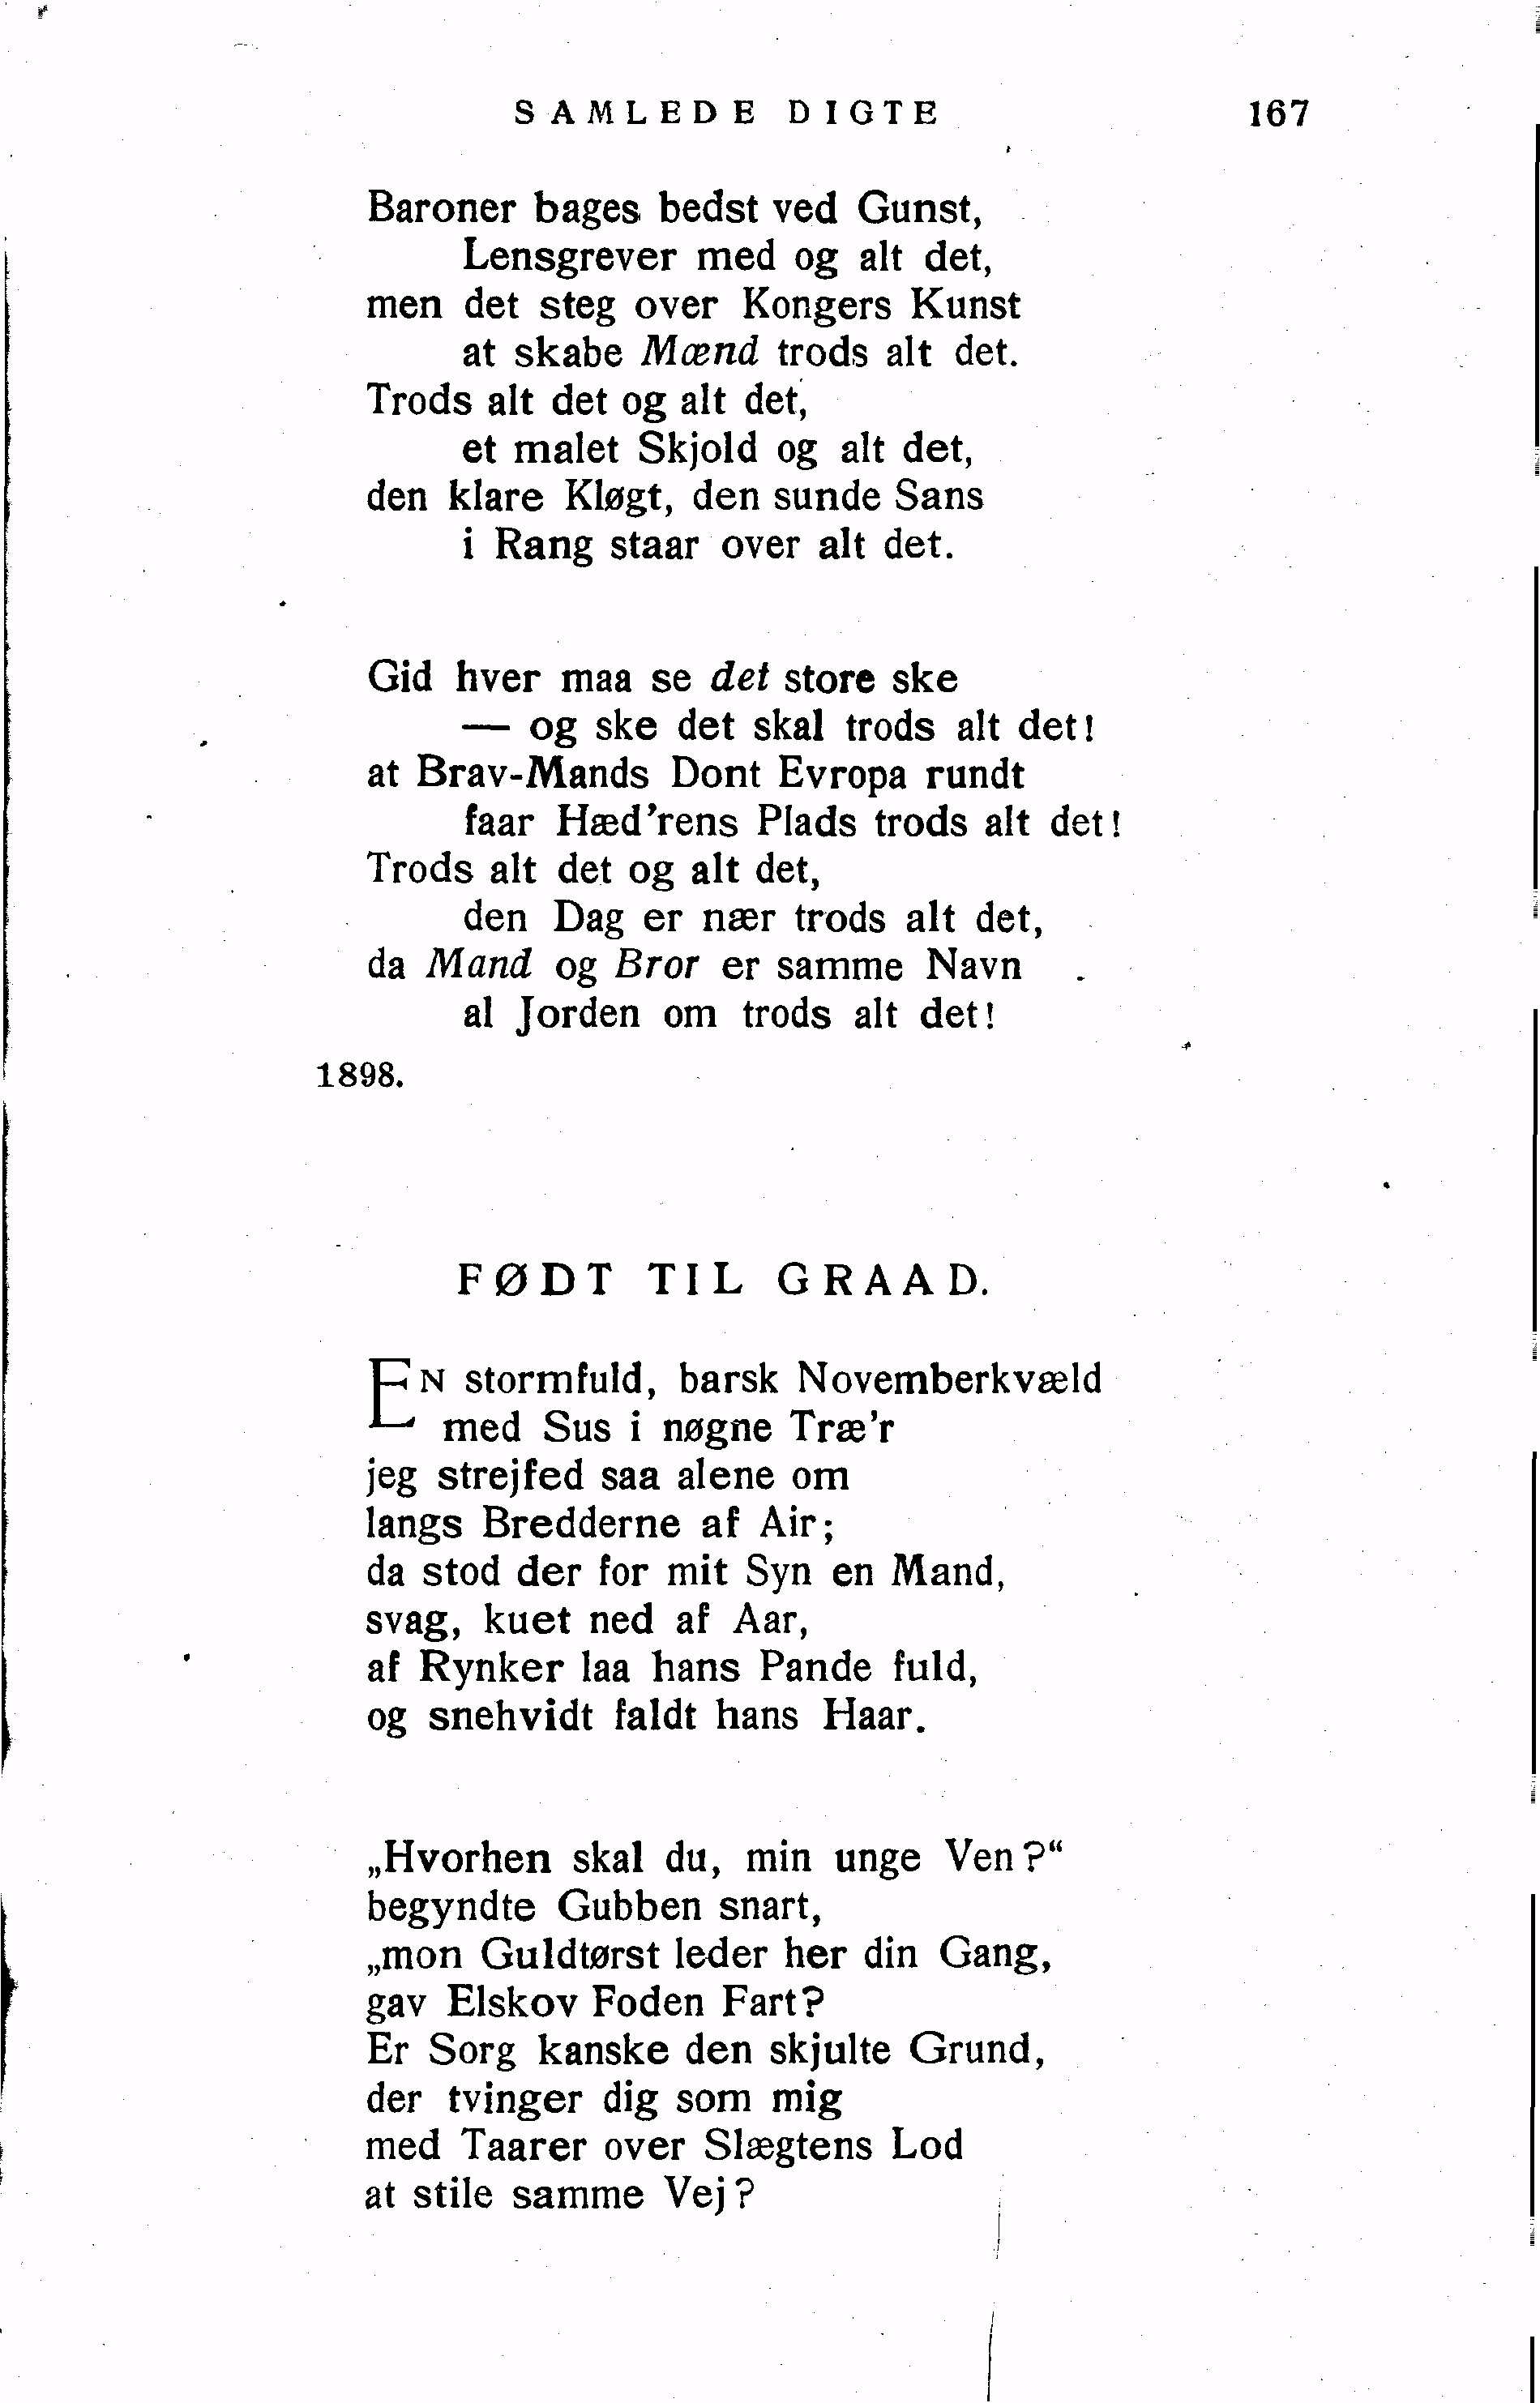 SAMLEDE DIGTE 167
Baroner bages bedst ved Gunst,
Lensgrever med og alt det,
men det steg over Kongers Kunst
at skabe Mænd trods alt det.
Trods alt det og alt det,
et malet Skjold og alt det,
den klare Kløgt, den sunde Sans
i Rang staar over alt det.
Gid hver maa se det store ske
— og ske det skal trods alt det!
at Brav-Mands Dont Evropa rundt
faar Hæd'rens Plads trods alt det!
Trods alt det og alt det,
den Dag er nær trods alt det,
da Mand og Bror er samme Navn
al Jorden om trods alt det!
1898.
FØDT TIL GRAAD.
EN stormfuld, barsk Novemberkvæld
med Sus i nøgne Træ'r
jeg strejfed saa alene om
langs Bredderne af Air;
da stod der for mit Syn en Mand,
svag, kuet ned af Aar,
af Rynker laa hans Pande fuld,
og snehvidt faldt hans Haar.
„Hvorhen skal du, min unge Ven?“
begyndte Gubben snart,
„mon Guldtørst leder her din Gang,
gav Elskov Foden Fart?
Er Sorg kanske den skjulte Grund,
der tvinger dig som mig
med Taarer over Slægtens Lod
at stile samme Vej?